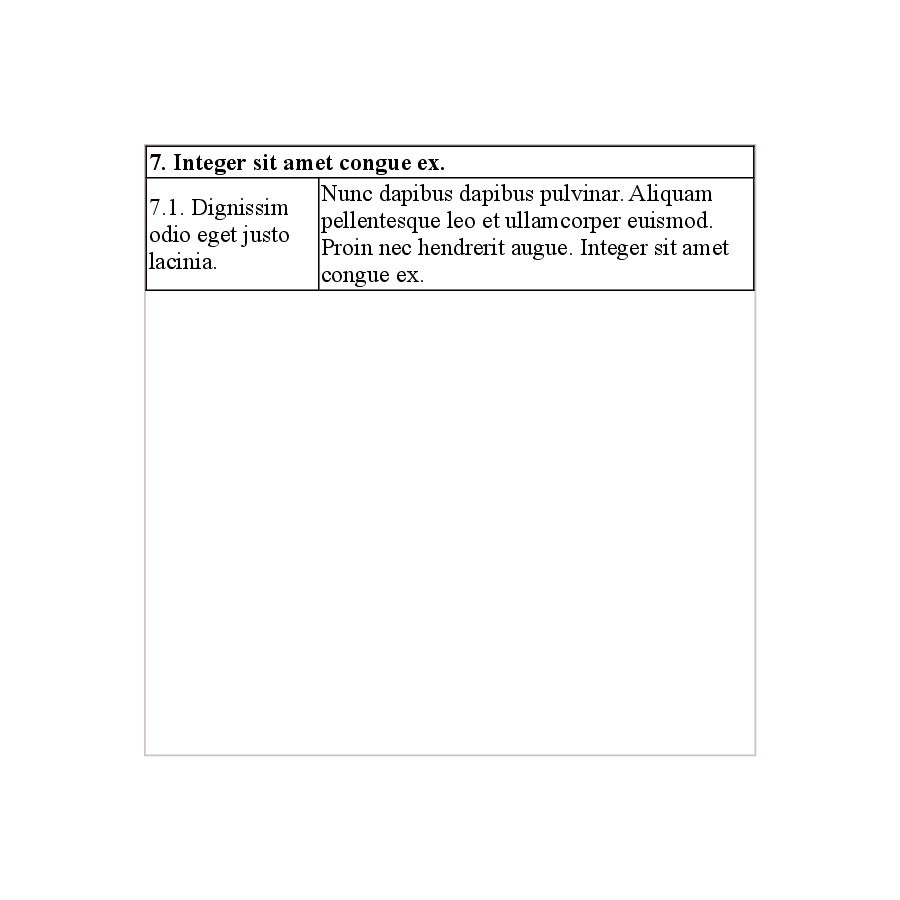 7. Integer sit amet congue ex.
7.1. Dignissim
odio eget justo
lacinia.
Nunc dapibus dapibus pulvinar. Aliquam
pellentesque leo et ullamcorper euismod.
Proin nec hendrerit augue. Integer sit amet
congue ex.